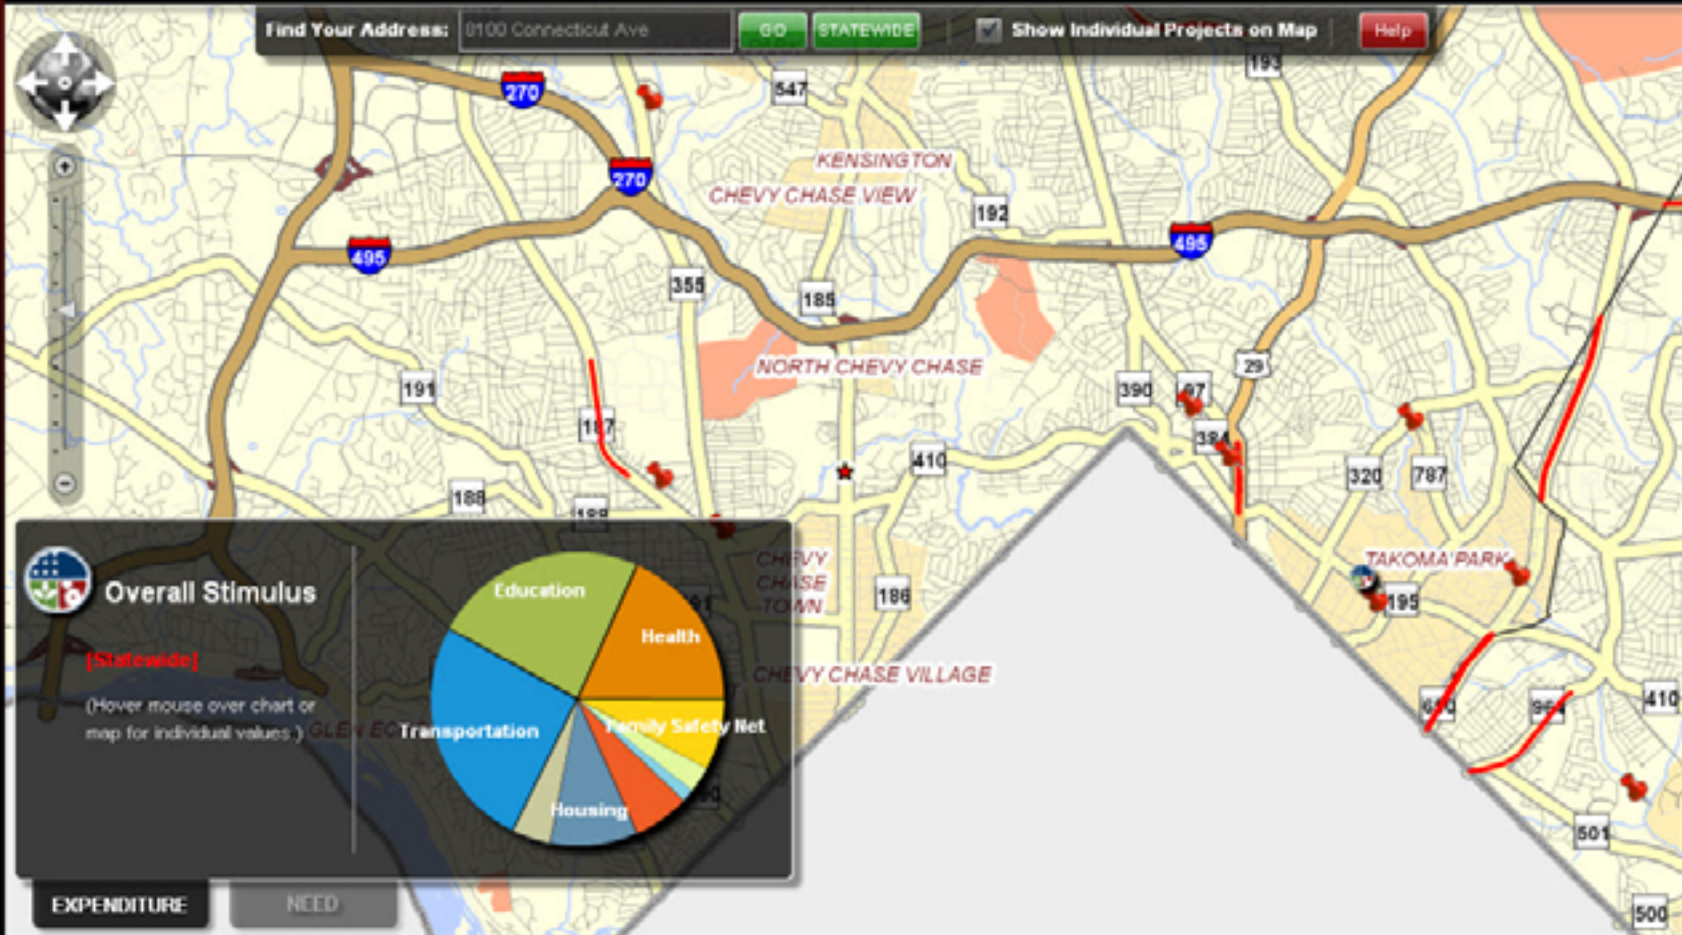 Find Your Address:
8100 Connecticut Ave
GO
STATEWIDE
Show Individual Projects on Map
Help
193
270
547
KENSINGTON
270
CHEVY CHASE VIEW
192
495
495
355
185
NORTH CHEVY CHASE
29
191
390
97
187
384
410
320
787
188
188
CHEVY
CHASE
TOWN
TAKOMA PARK
186
195
CHEVY CHASE VILLAGE
410
501
500
Overall Stimulus
[Statewide]
(Hover mouse over chart or
map for individual values.)
GLEN EC
Education
Health
Transportation
Family Safety Net
Housing
EXPENDITURE
NEED